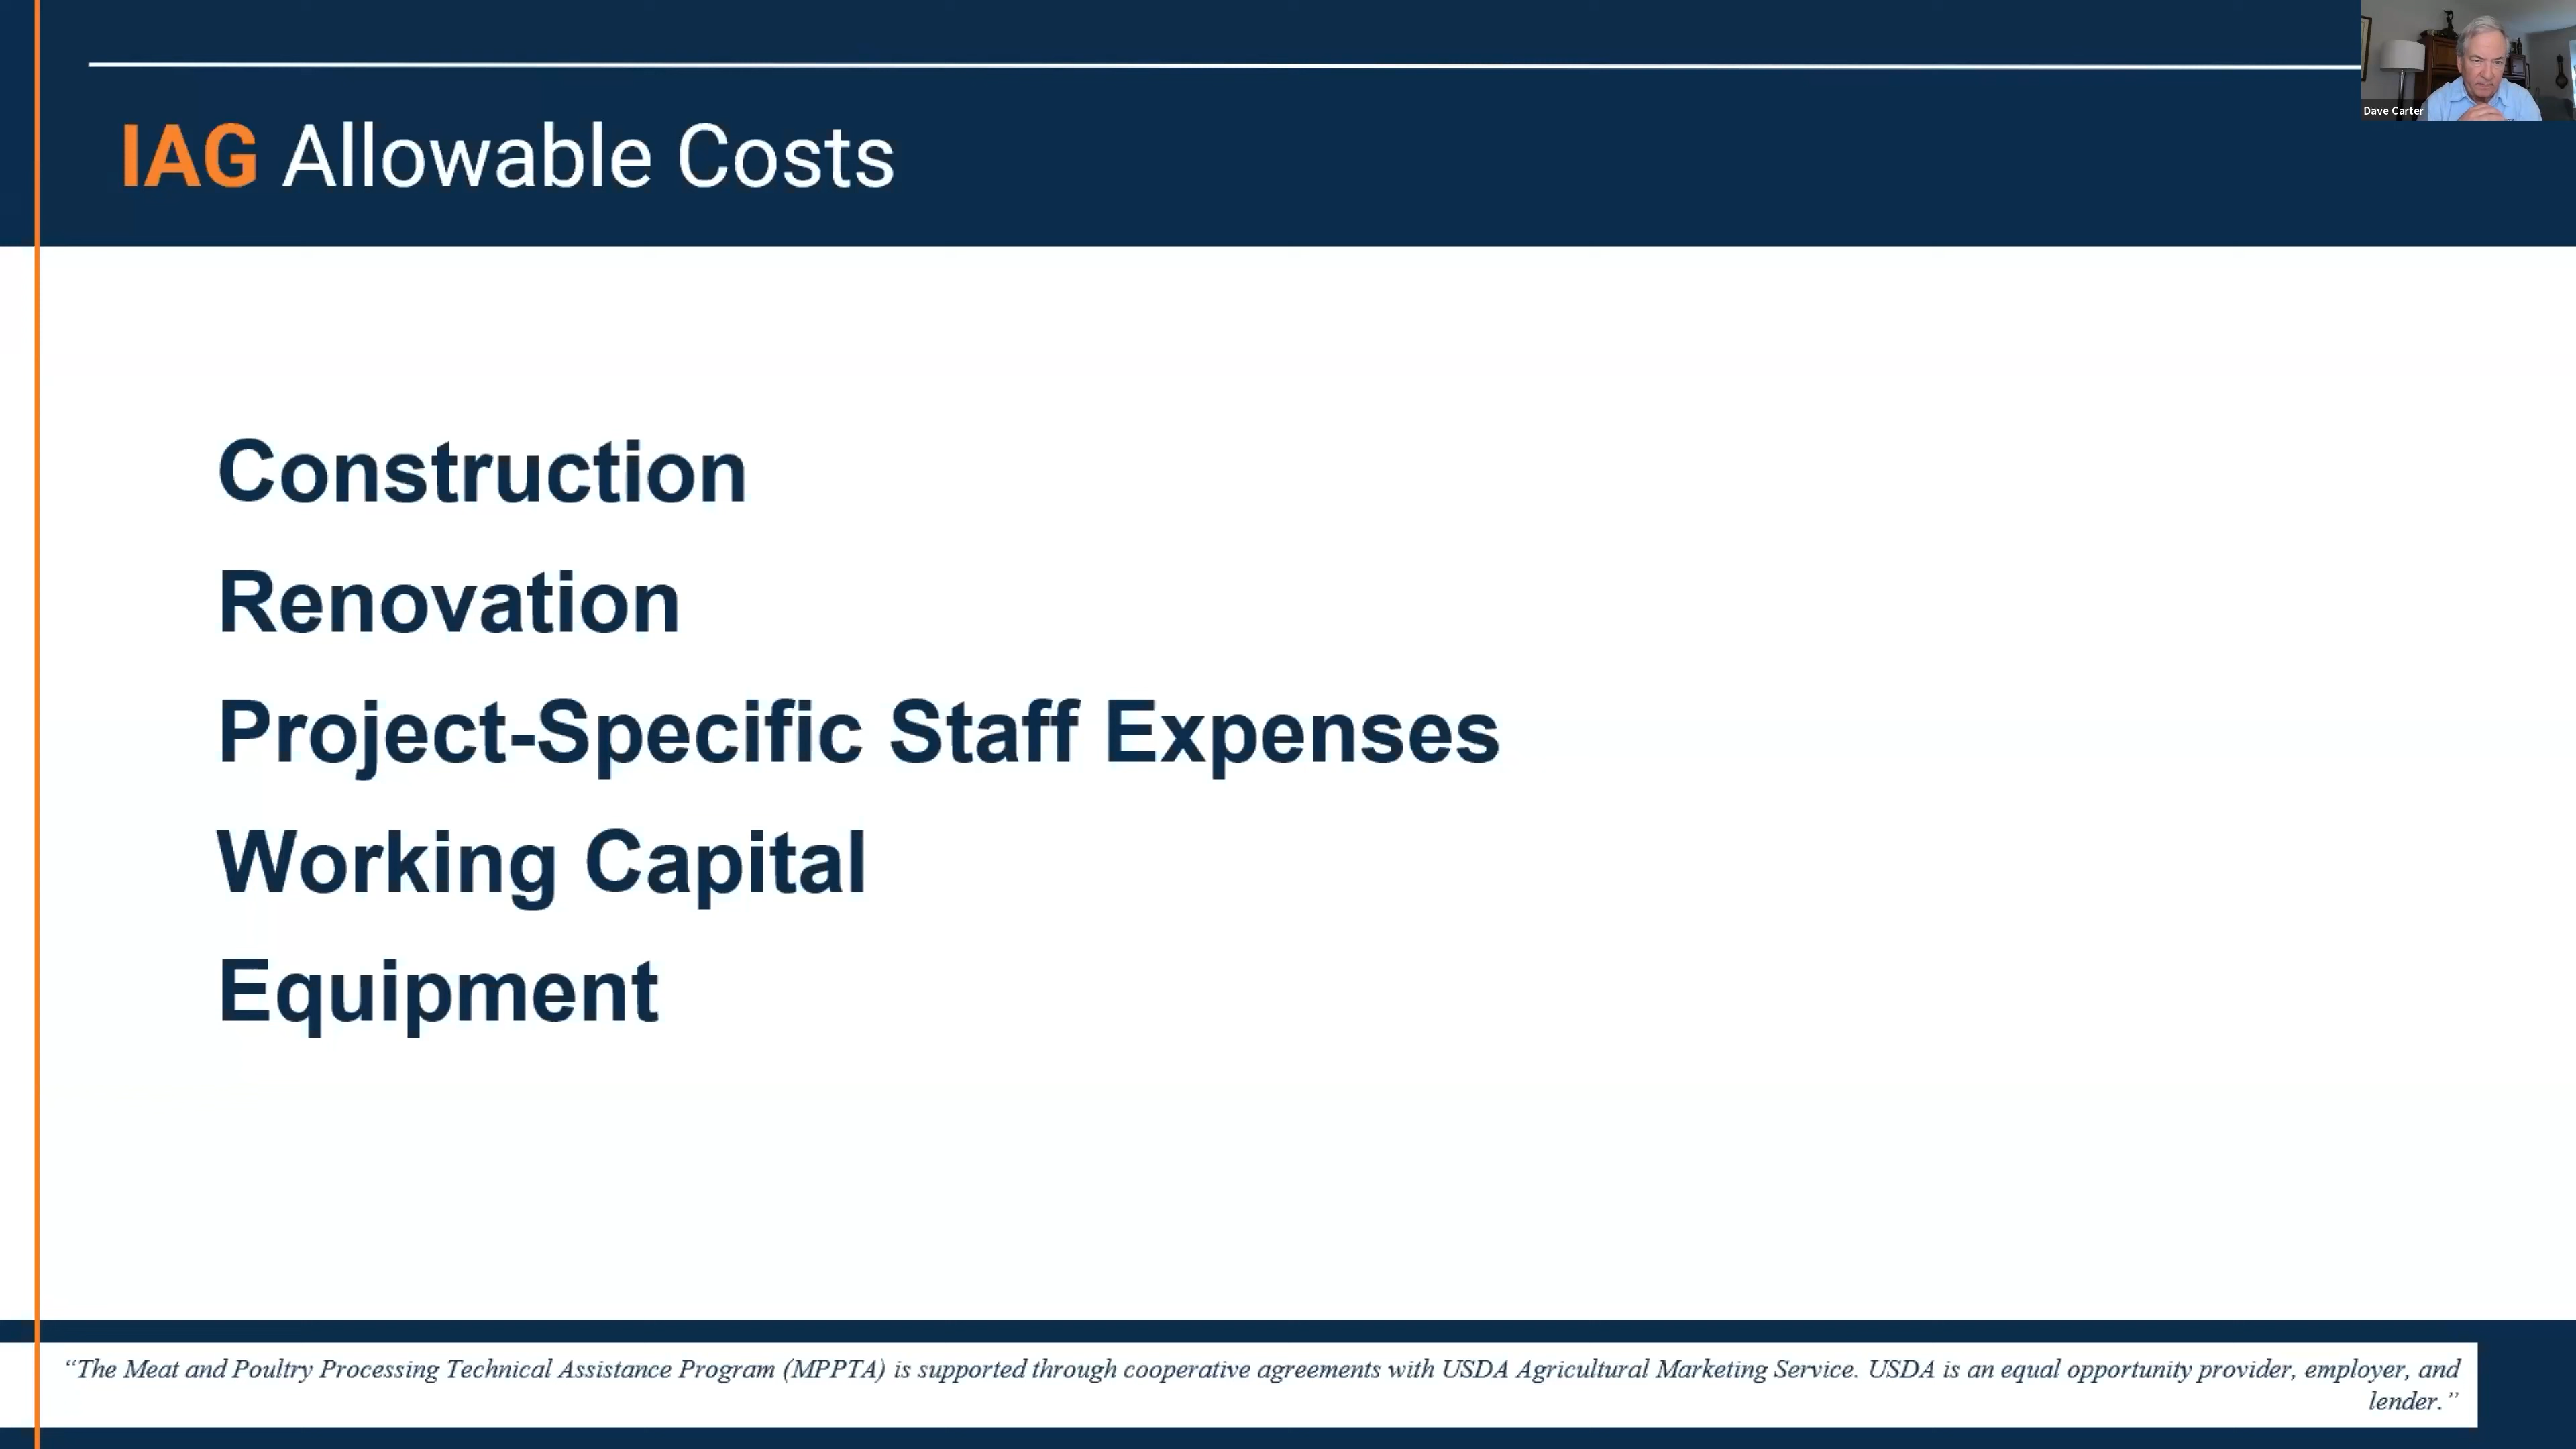 Dave Carter
IAG Allowable Costs
Construction
Renovation
Project-Specific Staff Expenses
Working Capital
Equipment
“The Meat and Poultry Processing Technical Assistance Program (MPPTA) is supported through cooperative agreements with USDA Agricultural Marketing Service. USDA is an equal opportunity provider, employer, and
lender.”